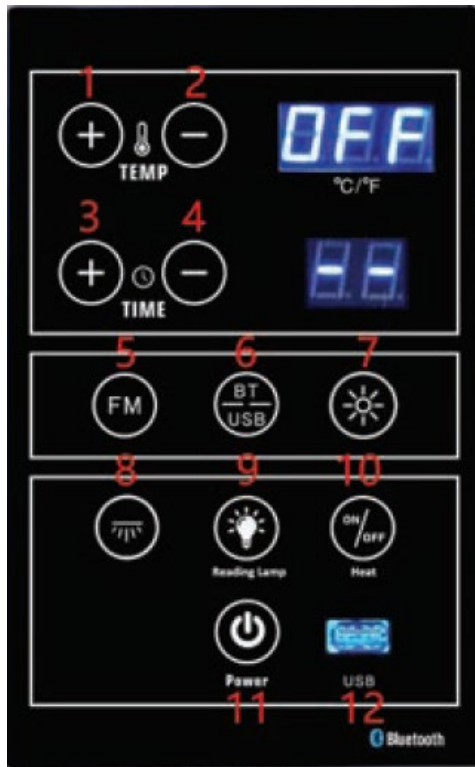 1 2
+ - OFF
TEMP °C/°F
3 4
+ - --
TIME
5 6 7
FM BT USB
8 9 10
ON/OFF
Reading Lamp Heat
Power USB
11 12
Bluetooth